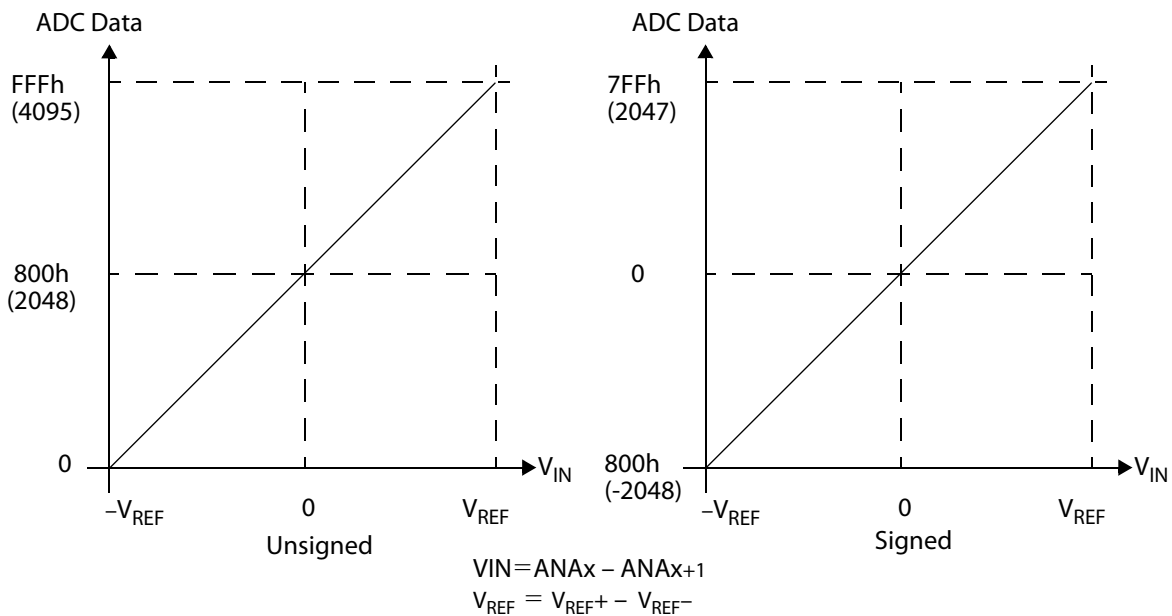 ADC Data
FFFh
(4095)
800h
(2048)
0
–VREF
0
VREF
VIN
Unsigned
ADC Data
7FFh
(2047)
0
800h
(-2048)
–VREF
0
VREF
VIN
Signed
VIN=ANAx – ANAx+1
VREF = VREF+ – VREF–